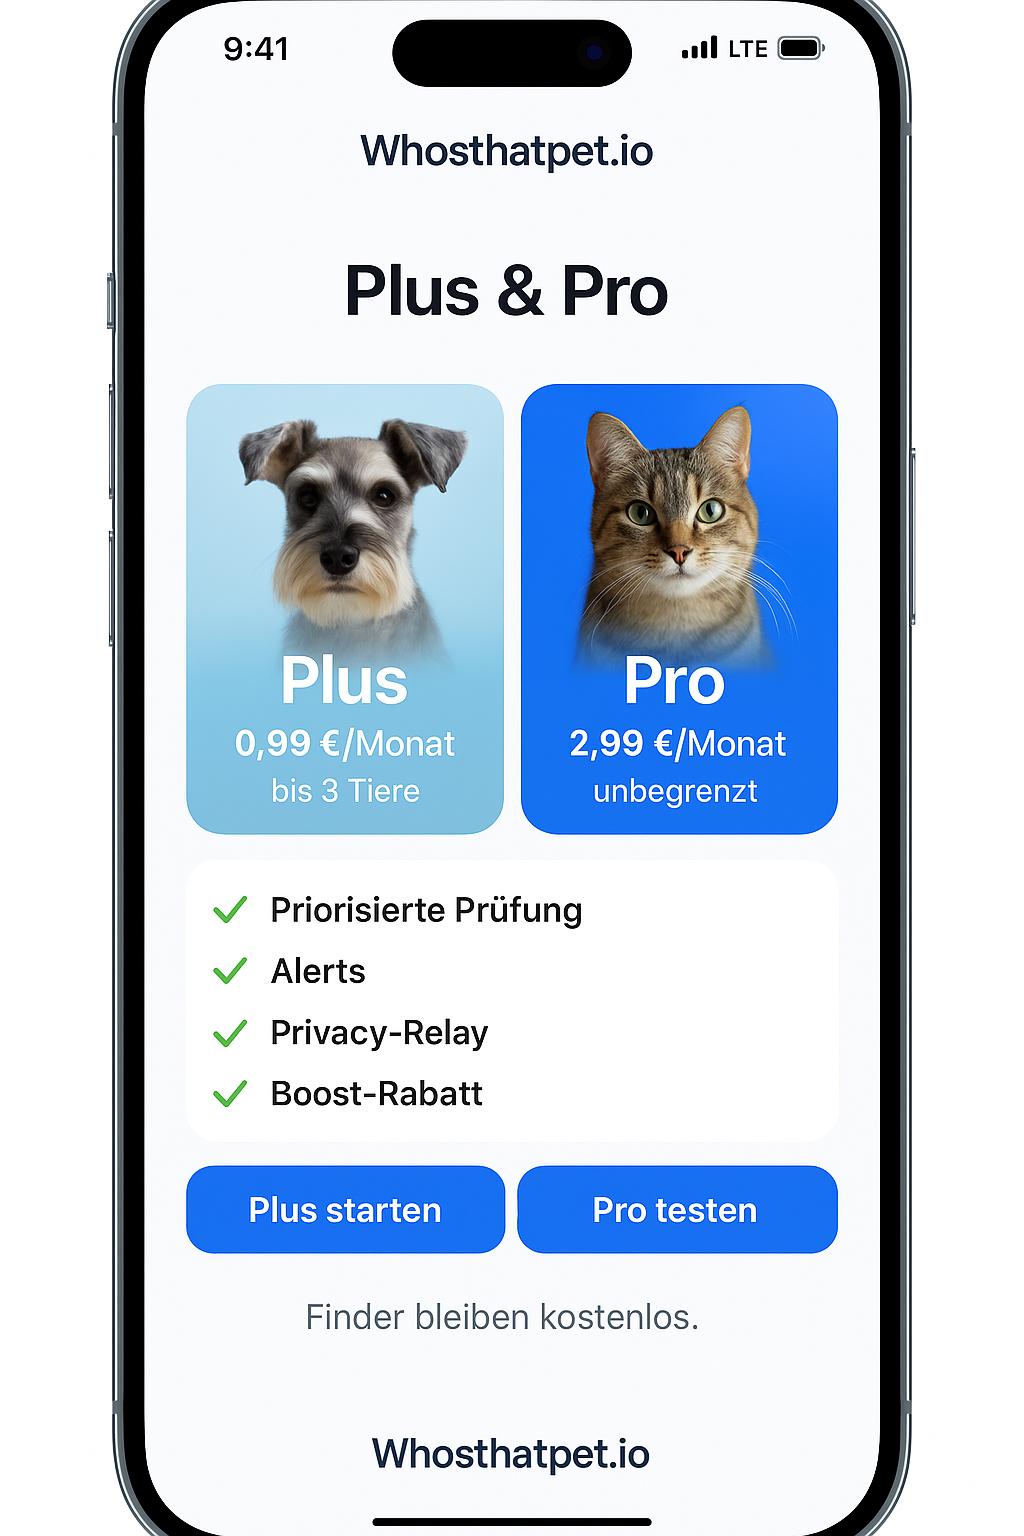 9:41 LTE
Whosthatpet.io
Plus & Pro
Plus
0,99 €/Monat
bis 3 Tiere
Pro
2,99 €/Monat
unbegrenzt
Priorisierte Prüfung
Alerts
Privacy-Relay
Boost-Rabatt
Plus starten
Pro testen
Finder bleiben kostenlos.
Whosthatpet.io